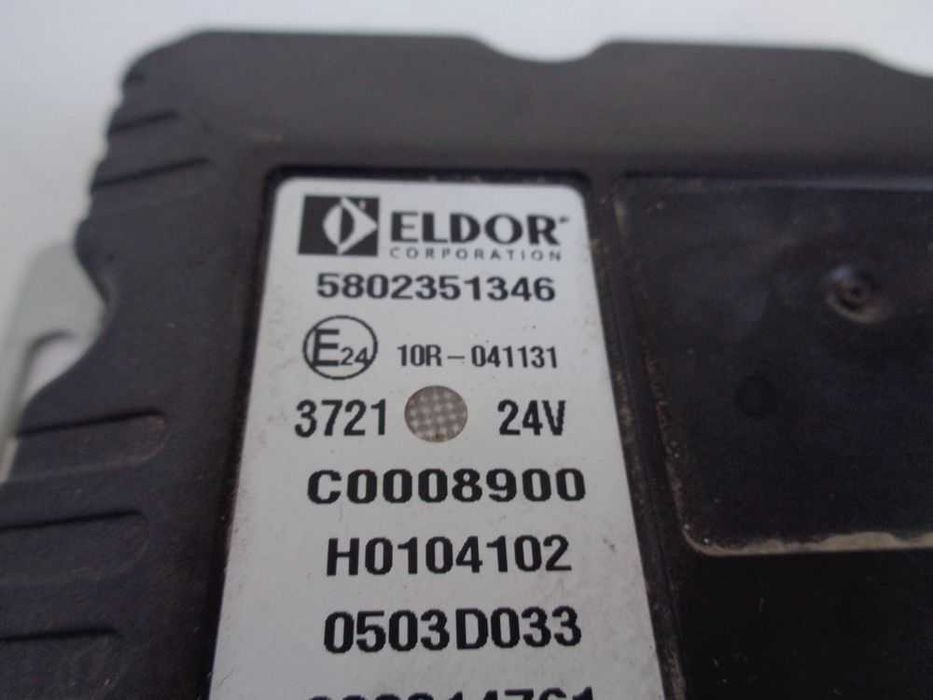 ELDOR
CORPORATION
5802351346
E24 10R-041131
3721 24V
C0008900
H0104102
0503D033